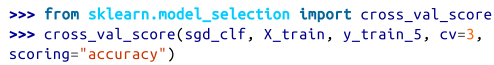 >>> from sklearn.model_selection import cross_val_score
>>> cross_val_score(sgd_clf, X_train, y_train_5, cv=3,
scoring="accuracy")